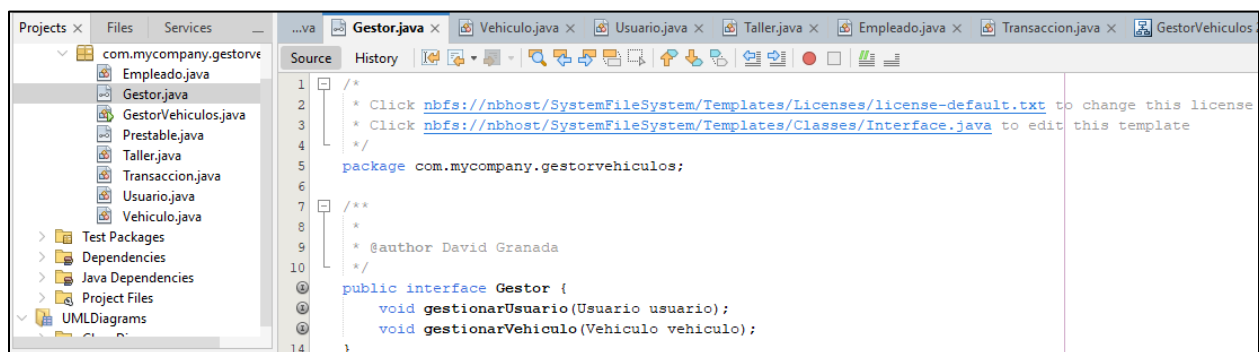 Projects × Files Services
...va Gestor.java × Vehiculo.java × Usuario.java × Taller.java × Empleado.java × Transaccion.java × GestorVehiculos
com.mycompany.gestorve
Empleado.java
Gestor.java
GestorVehiculos.java
Prestable.java
Taller.java
Transaccion.java
Usuario.java
Vehiculo.java
Test Packages
Dependencies
Java Dependencies
Project Files
UMLDiagrams
Source History
1 /*
2 * Click nbfs://nbhost/SystemFileSystem/Templates/Licenses/license-default.txt to change this license
3 * Click nbfs://nbhost/SystemFileSystem/Templates/Classes/Interface.java to edit this template
4 */
5 package com.mycompany.gestorvehiculos;
6
7 /**
8 *
9 * @author David Granada
10 */
public interface Gestor {
void gestionarUsuario(Usuario usuario);
void gestionarVehiculo(Vehiculo vehiculo);
14 }